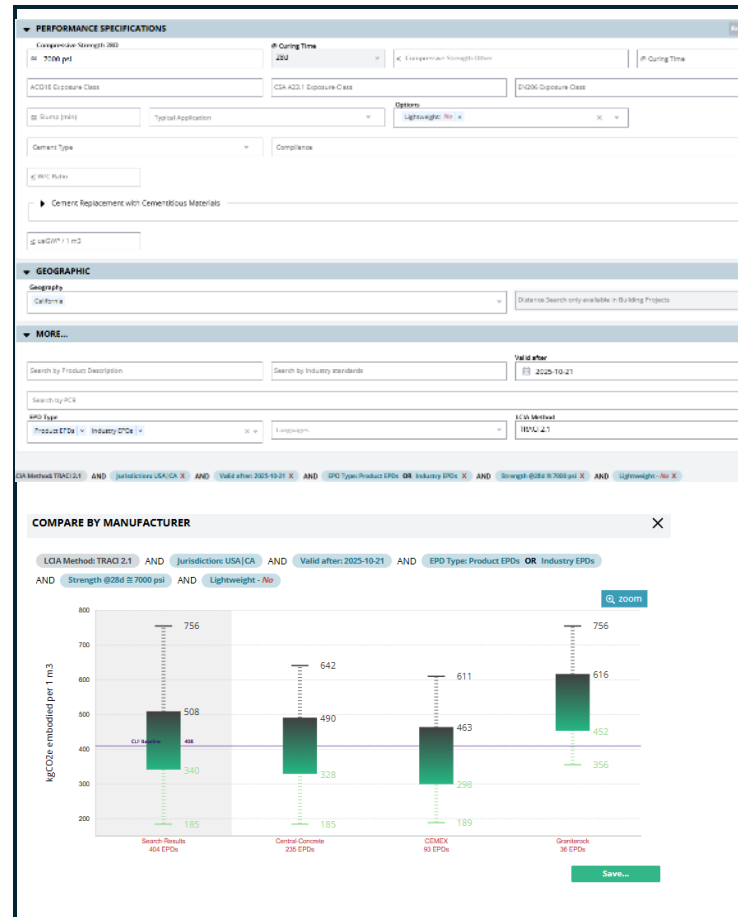 PERFORMANCE SPECIFICATIONS
Compressive Strength 28D
≅ 7000 psi
Curing Time
28d
≤ Compressive Strength Other
Curing Time
ACI318 Exposure Class
CSA A23.1 Exposure Class
EN206 Exposure Class
Slump (min)
Typical Application
Options
Lightweight: No ×
Cement Type
Compliance
≤ W/C Ratio
Cement Replacement with Cementitious Materials
/ 1 m3
GEOGRAPHIC
Geography
California
Distance Search only available in Building Projects
MORE...
Search by Product Description
Search by Industry standards
Valid after
2025-10-21
Search by PCR
EPD Type
Product EPDs Industry EPDs
Languages
LCIA Method
TRACI 2.1
CIA Method: TRACI 2.1 AND Jurisdiction: USA|CA X AND Valid after: 2025-10-21 X AND EPD Type: Product EPDs OR Industry EPDs X AND Strength @28d ≅ 7000 psi X AND Lightweight - No X
COMPARE BY MANUFACTURER
LCIA Method: TRACI 2.1 AND Jurisdiction: USA|CA AND Valid after: 2025-10-21 AND EPD Type: Product EPDs OR Industry EPDs
AND Strength @28d ≅ 7000 psi AND Lightweight - No
zoom
kgCO2e embodied per 1 m3
800
700
600
500
400
300
200
756
508
CLF Baseline 408
340
185
642
490
328
185
611
463
298
189
756
616
452
356
Search Results
404 EPDs
Central Concrete
235 EPDs
CEMEX
93 EPDs
Graniterock
36 EPDs
Save...